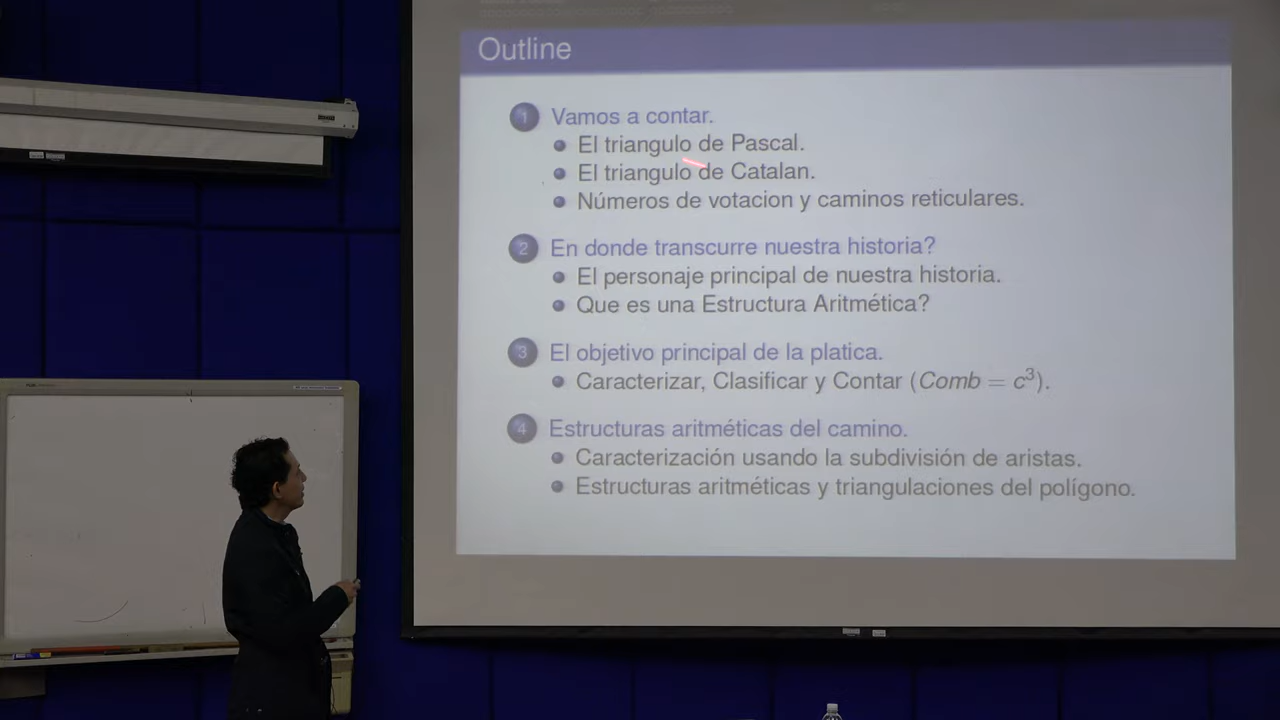 Outline
1 Vamos a contar.
El triangulo de Pascal.
El triangulo de Catalan.
Números de votacion y caminos reticulares.
2 En donde transcurre nuestra historia?
El personaje principal de nuestra historia.
Que es una Estructura Aritmética?
3 El objetivo principal de la platica.
Caracterizar, Clasificar y Contar (Comb = c³).
4 Estructuras aritméticas del camino.
Caracterización usando la subdivisión de aristas.
Estructuras aritméticas y triangulaciones del polígono.